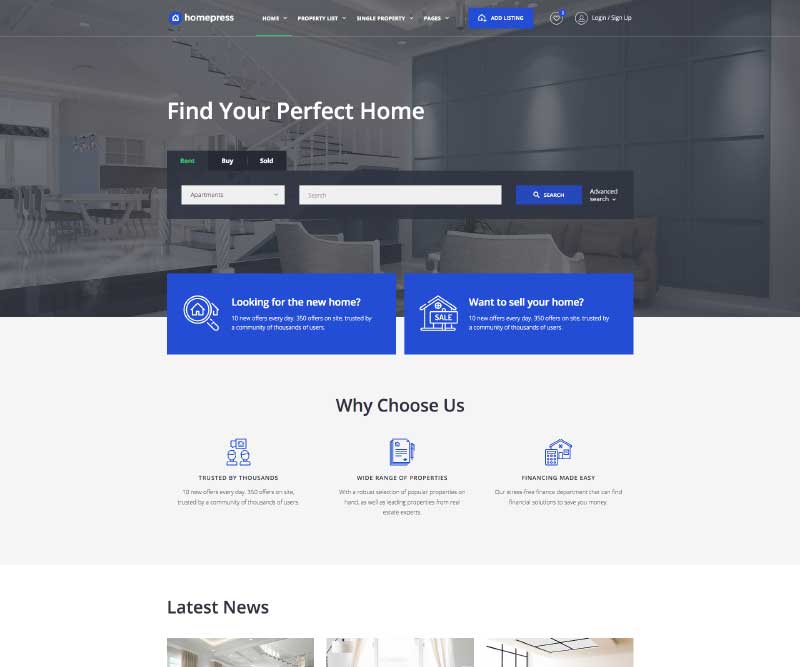 homepress
HOME
PROPERTY LIST
SINGLE PROPERTY
PAGES
ADD LISTING
Login / Sign Up
Find Your Perfect Home
Rent
Buy
Sold
Apartments
Search
SEARCH
Advanced
search
Looking for the new home?
10 new offers every day. 350 offers on site, trusted by
a community of thousands of users.
SALE
Want to sell your home?
10 new offers every day. 350 offers on site, trusted by
a community of thousands of users.
Why Choose Us
TRUSTED BY THOUSANDS
10 new offers every day. 350 offers on site,
trusted by a community of thousands of users.
WIDE RANGE OF PROPERTIES
With a robust selection of popular properties on
hand, as well as leading properties from real
estate experts.
FINANCING MADE EASY
Our stress-free finance department that can find
financial solutions to save you money.
Latest News